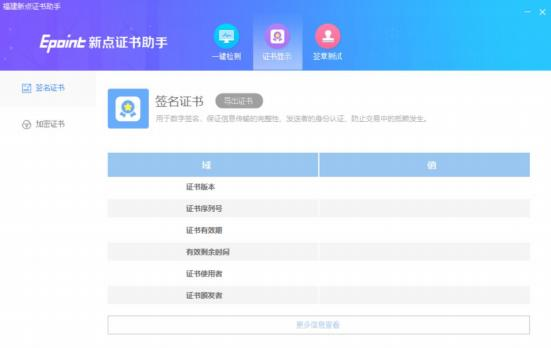 福建新点证书助手
Epoint 新点证书助手
一键检测
证书显示
签章测试
签名证书
加密证书
签名证书
导出证书
用于数字签名、保证信息传输的完整性，发送者的身份认证，防止交易中的抵赖发生。
域 值
证书版本
证书序列号
证书有效期
有效剩余时间
证书使用者
证书颁发者
更多信息查看